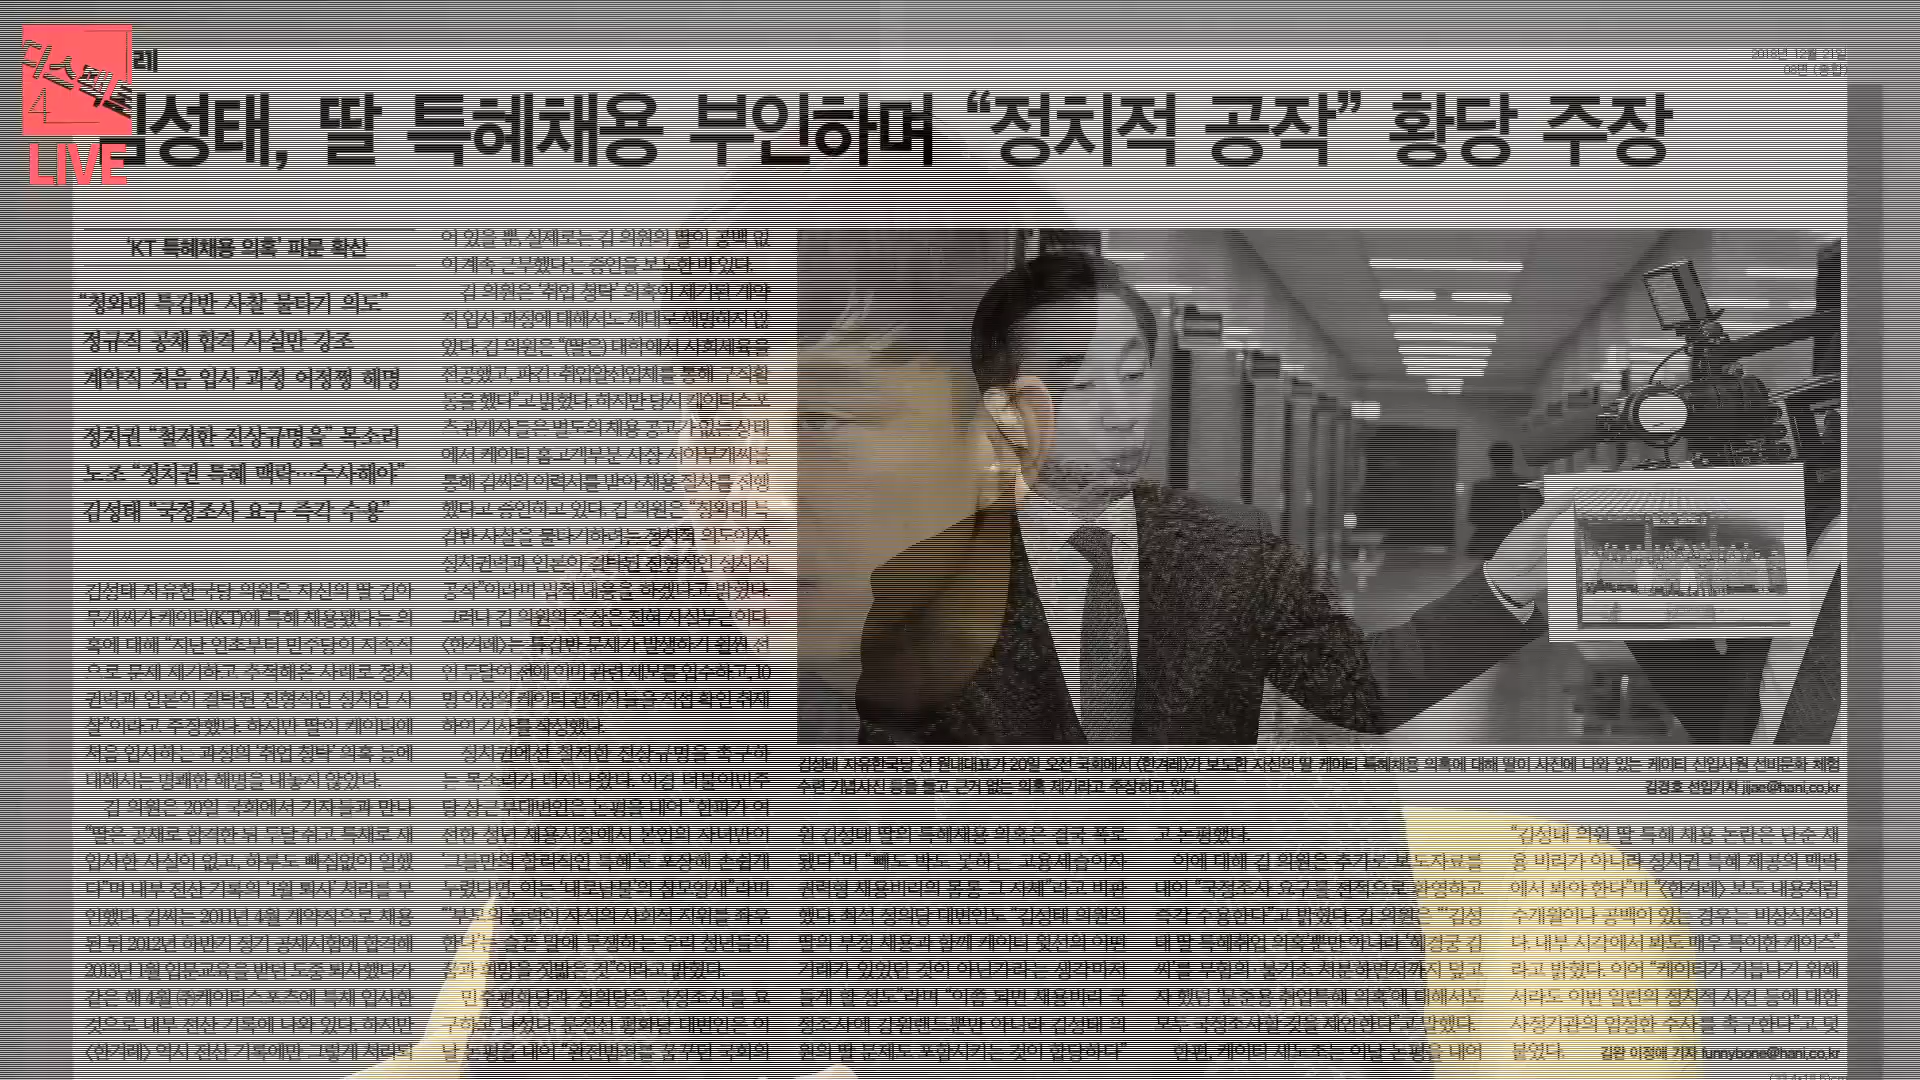 레
2018년 12월 21일
06면 (종합)
LIVE
김성태, 딸 특혜채용 부인하며 “정치적 공작” 황당 주장
‘KT 특혜채용 의혹’ 파문 확산
“청와대 특감반 사찰 물타기 의도”
정규직 공채 합격 사실만 강조
계약직 처음 입사 과정 어정쩡 해명
정치권 “철저한 진상규명을” 목소리
노조 “정치권 특혜 맥락…수사해야”
김성태 “국정조사 요구 즉각 수용”
김성태 자유한국당 의원은 자신의 딸 김아
무개씨가 케이티(KT)에 특혜 채용됐다는 의
혹에 대해 “지난 연초부터 민주당이 지속적
으로 문제 제기하고 추적해온 사례로 정치
권력과 언론이 결탁된 전형적인 정치인 사
찰”이라고 주장했다. 하지만 딸이 케이티에
처음 입사하는 과정의 ‘취업 청탁’ 의혹 등에
대해서는 명쾌한 해명을 내놓지 않았다.
김 의원은 20일 국회에서 기자들과 만나
“딸은 공채로 합격한 뒤 두달 쉬고 특채로 재
입사한 사실이 없고, 하루도 빠짐없이 일했
다”며 내부 전산 기록의 ‘1월 퇴사’ 처리를 부
인했다. 김씨는 2011년 4월 계약직으로 채용
된 뒤 2012년 하반기 정기 공채시험에 합격해
2013년 1월 입문교육을 받던 도중 퇴사했다가
같은 해 4월 ㈜케이티스포츠에 특채 입사한
것으로 내부 전산 기록에 나와 있다. 하지만
〈한겨레〉 역시 전산 기록에만 그렇게 처리되
어 있을 뿐, 실제로는 김 의원의 딸이 공백 없
이 계속 근무했다는 증언을 보도한 바 있다.
김 의원은 ‘취업 청탁’ 의혹이 제기된 계약
직 입사 과정에 대해서도 제대로 해명하지 않
았다. 김 의원은 “(딸은) 대학에서 사회체육을
전공했고, 파견·취업알선업체를 통해 구직활
동을 했다”고 밝혔다. 하지만 당시 케이티스포
츠 관계자들은 별도의 채용 공고가 없는 상태
에서 케이티 홈고객부문 사장 서아무개씨를
통해 김씨의 이력서를 받아 채용 절차를 진행
했다고 증언하고 있다. 김 의원은 “청와대 특
감반 사찰을 물타기하려는 정치적 의도이자,
정치권력과 언론이 결탁된 전형적인 정치적
공작”이라며 법적 대응을 하겠다고 밝혔다.
그러나 김 의원의 주장은 전혀 사실무근이다.
〈한겨레〉는 특감반 문제가 발생하기 훨씬 전
인 두달여 전에 이미 관련 제보를 입수하고, 10
명 이상의 케이티 관계자들을 직접 확인 취재
하여 기사를 작성했다.
정치권에선 철저한 진상규명을 촉구하
는 목소리가 터져나왔다. 이경 더불어민주
당 상근부대변인은 논평을 내어 “한파가 여
전한 청년 채용시장에서 본인의 자녀만이
‘그들만의 합리적인 특혜’로 포장해 손쉽게
누렸다면, 이는 ‘내로남불’의 참모안새”라며
“‘부모의 능력이 자식의 사회적 지위를 좌우
한다’는 슬픈 말에 투쟁하는 우리 청년들의
꿈과 희망을 짓밟은 것”이라고 밝혔다.
민주평화당과 정의당은 국정조사를 요
구하고 나섰다. 문정선 평화당 대변인은 이
날 논평을 내어 “완전범죄를 꿈꾸던 국회의
김성태 자유한국당 전 원내대표가 20일 오전 국회에서 〈한겨레〉가 보도한 자신의 딸 케이티 특혜채용 의혹에 대해 딸이 사진에 나와 있는 케이티 신입사원 선비문화 체험
수련 기념사진 등을 들고 근거 없는 의혹 제기라고 주장하고 있다.
김경호 선임기자 jijae@hani.co.kr
원 김성태 딸의 특혜채용 의혹은 결국 폭로
됐다”며 “빼도 박도 못하는 고용세습이자
권력형 채용비리의 몸통 그 자체”라고 비판
했다. 최석 정의당 대변인도 “김성태 의원의
딸의 부정 채용과 함께 케이티 윗선의 어떤
거래가 있었던 것이 아닌가라는 생각마저
들게 한 정도”라며 “이쯤 되면 채용비리 국
정조사에 강원랜드뿐만 아니라 김성태 의
원의 딸 문제도 포함시키는 것이 합당하다”
고 논평했다.
이에 대해 김 의원은 추가로 보도자료를
내어 “국정조사 요구를 전적으로 환영하고
즉각 수용한다”고 밝혔다. 김 의원은 “‘김성
태 딸 특혜취업 의혹’뿐만 아니라 ‘혜경궁 김
씨’를 무혐의·불기소 처분하면서까지 덮고
자 했던 ‘문준용 취업특혜 의혹’에 대해서도
모두 국정조사할 것을 제안한다”고 말했다.
한편, 케이티 새노조는 이날 논평을 내어
“김성태 의원 딸 특혜 채용 논란은 단순 채
용 비리가 아니라 정치권 특혜 제공의 맥락
에서 봐야 한다”며 “〈한겨레〉 보도 내용처럼
수개월이나 공백이 있는 경우는 비상식적이
다. 내부 시각에서 봐도 매우 특이한 케이스”
라고 밝혔다. 이어 “케이티가 거듭나기 위해
서라도 이번 일련의 정치적 사건 등에 대한
사정기관의 엄정한 수사를 촉구한다”고 덧
붙였다.
김완 이정애 기자 funnybone@hani.co.kr